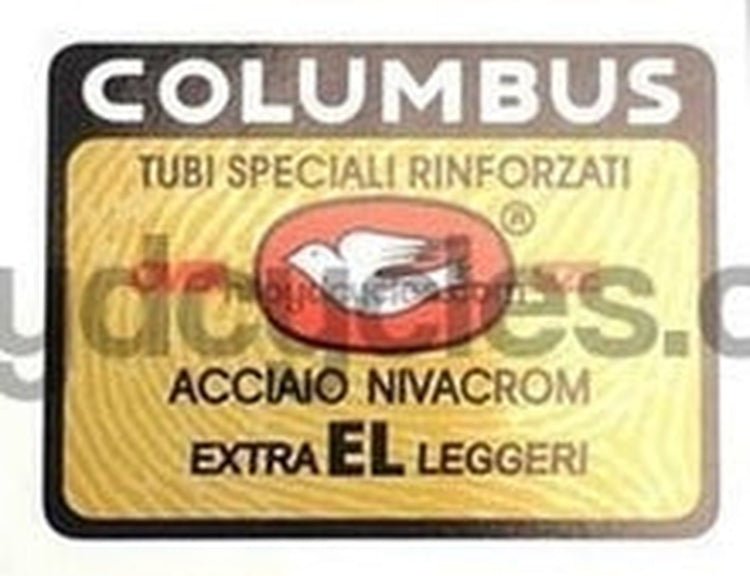 COLUMBUS
TUBI SPECIALI RINFORZATI
®
ACCIAIO NIVACROM
EXTRA EL LEGGERI